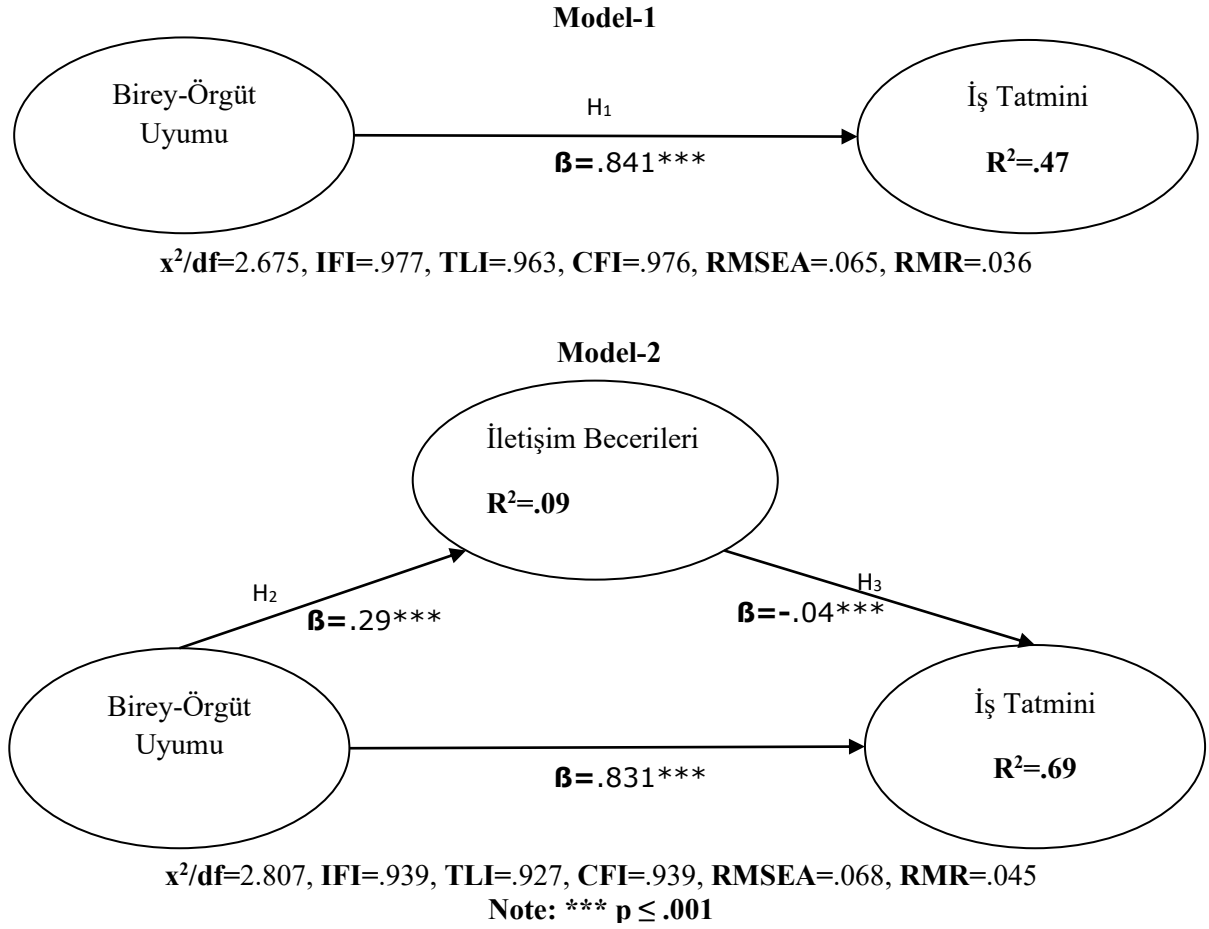 Model-1
Birey-Örgüt
Uyumu
H₁
ß=.841***
İş Tatmini
R²=.47
x²/df=2.675, IFI=.977, TLI=.963, CFI=.976, RMSEA=.065, RMR=.036
Model-2
İletişim Becerileri
R²=.09
H₂
ß=.29***
H₃
ß=-.04***
Birey-Örgüt
Uyumu
ß=.831***
İş Tatmini
R²=.69
x²/df=2.807, IFI=.939, TLI=.927, CFI=.939, RMSEA=.068, RMR=.045
Note: *** p ≤ .001